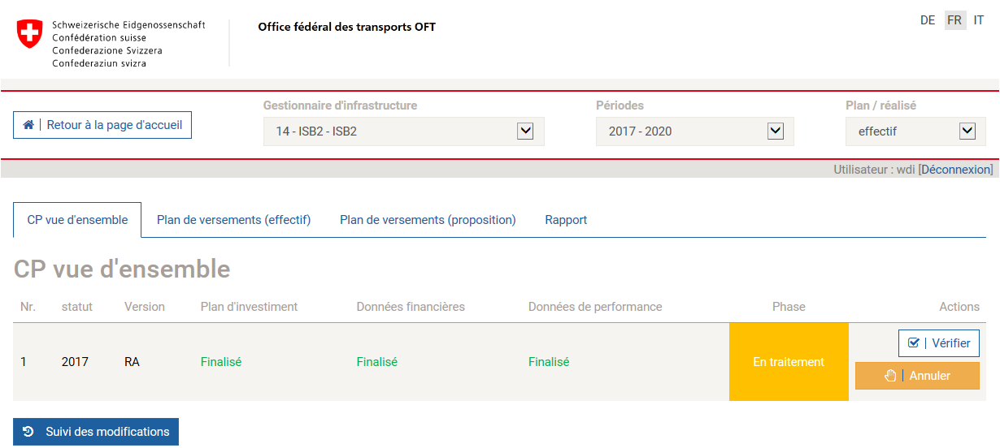 Schweizerische Eidgenossenschaft
Confédération suisse
Confederazione Svizzera
Confederaziun svizra
Office fédéral des transports OFT
DE FR IT
Retour à la page d'accueil
Gestionnaire d'infrastructure
14 - ISB2 - ISB2
Périodes
2017 - 2020
Plan / réalisé
effectif
Utilisateur : wdi [Déconnexion]
CP vue d'ensemble Plan de versements (effectif) Plan de versements (proposition) Rapport
CP vue d'ensemble
Nr. statut Version Plan d'investiment Données financières Données de performance Phase Actions
1 2017 RA Finalisé Finalisé Finalisé En traitement Vérifier
Annuler
Suivi des modifications